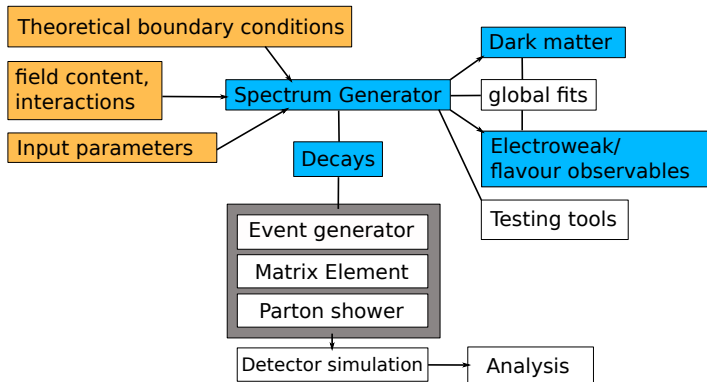 Theoretical boundary conditions
field content,
interactions
Input parameters
Spectrum Generator
Dark matter
global fits
Electroweak/
flavour observables
Testing tools
Decays
Event generator
Matrix Element
Parton shower
Detector simulation
Analysis